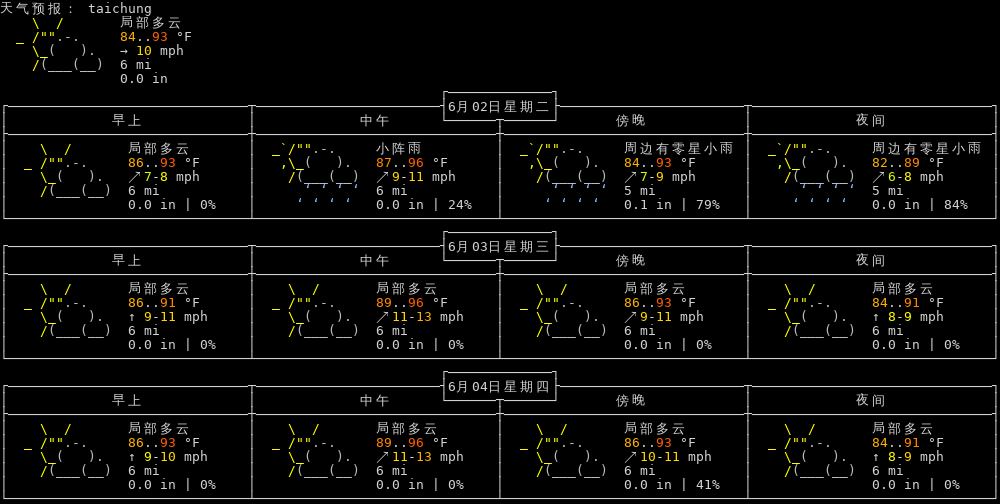 天气预报： taichung
局部多云
84..93 °F
→ 10 mph
6 mi
0.0 in
6月02日星期二
早上 中午 傍晚 夜间
局部多云 小阵雨 周边有零星小雨 周边有零星小雨
86..93 °F 87..96 °F 84..93 °F 82..89 °F
↗ 7-8 mph ↗ 9-11 mph ↗ 7-9 mph ↗ 6-8 mph
6 mi 6 mi 5 mi 5 mi
0.0 in | 0% 0.0 in | 24% 0.1 in | 79% 0.0 in | 84%
6月03日星期三
早上 中午 傍晚 夜间
局部多云 局部多云 局部多云 局部多云
86..91 °F 89..96 °F 86..93 °F 84..91 °F
↑ 9-11 mph ↗ 11-13 mph ↗ 9-11 mph ↑ 8-9 mph
6 mi 6 mi 6 mi 6 mi
0.0 in | 0% 0.0 in | 0% 0.0 in | 0% 0.0 in | 0%
6月04日星期四
早上 中午 傍晚 夜间
局部多云 局部多云 局部多云 局部多云
86..93 °F 89..96 °F 86..93 °F 84..91 °F
↑ 9-10 mph ↗ 11-13 mph ↗ 10-11 mph ↑ 8-9 mph
6 mi 6 mi 6 mi 6 mi
0.0 in | 0% 0.0 in | 0% 0.0 in | 41% 0.0 in | 0%